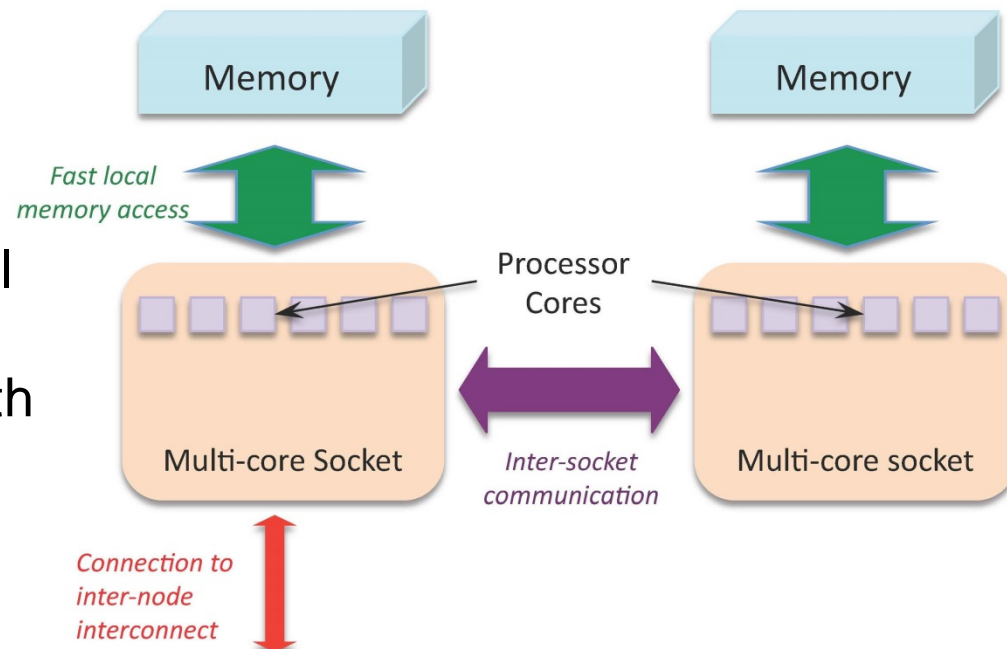 Memory
Memory
Fast local
memory access
l
th
Processor
Cores
Multi-core Socket
Inter-socket
communication
Multi-core socket
Connection to
inter-node
interconnect